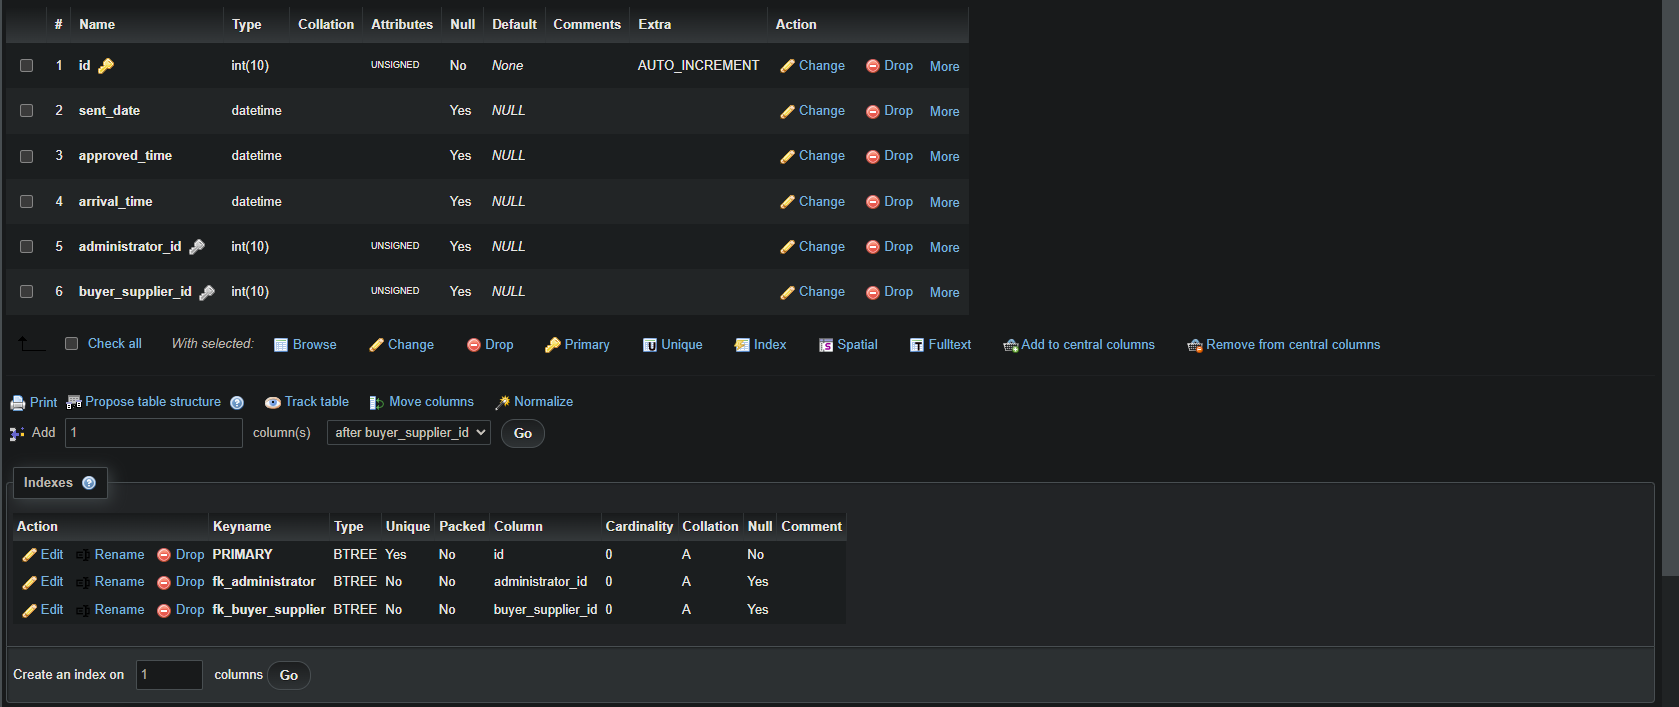 # Name Type Collation Attributes Null Default Comments Extra Action
1 id int(10) UNSIGNED No None AUTO_INCREMENT Change Drop More
2 sent_date datetime Yes NULL Change Drop More
3 approved_time datetime Yes NULL Change Drop More
4 arrival_time datetime Yes NULL Change Drop More
5 administrator_id int(10) UNSIGNED Yes NULL Change Drop More
6 buyer_supplier_id int(10) UNSIGNED Yes NULL Change Drop More
Check all With selected: Browse Change Drop Primary Unique Index Spatial Fulltext Add to central columns Remove from central columns
Print Propose table structure Track table Move columns Normalize
Add 1 column(s) after buyer_supplier_id Go
Indexes
Action Keyname Type Unique Packed Column Cardinality Collation Null Comment
Edit Rename Drop PRIMARY BTREE Yes No id 0 A No
Edit Rename Drop fk_administrator BTREE No No administrator_id 0 A Yes
Edit Rename Drop fk_buyer_supplier BTREE No No buyer_supplier_id 0 A Yes
Create an index on 1 columns Go